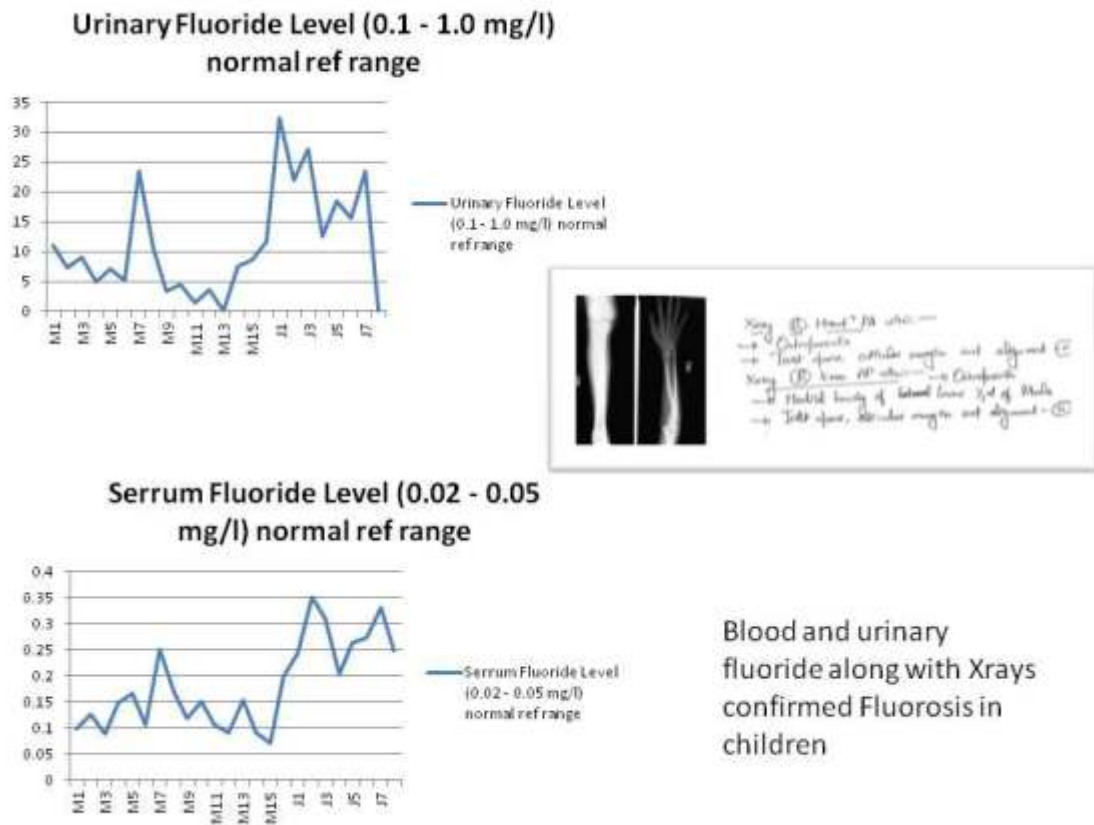 Urinary Fluoride Level (0.1 - 1.0 mg/l)
normal ref range
35
30
25
20
15
10
5
0
M1
M3
M5
M7
M9
M11
M13
M15
J1
J3
J5
J7
Urinary Fluoride Level
(0.1 - 1.0 mg/l) normal
ref range
Xray Hand PA view
Xray AP view
Serrum Fluoride Level (0.02 - 0.05
mg/l) normal ref range
0.4
0.35
0.3
0.25
0.2
0.15
0.1
0.05
0
M1
M3
M5
M7
M9
M11
M13
M15
J1
J3
J5
J7
Serrum Fluoride Level
(0.02 - 0.05 mg/l)
normal ref range
Blood and urinary
fluoride along with Xrays
confirmed Fluorosis in
children